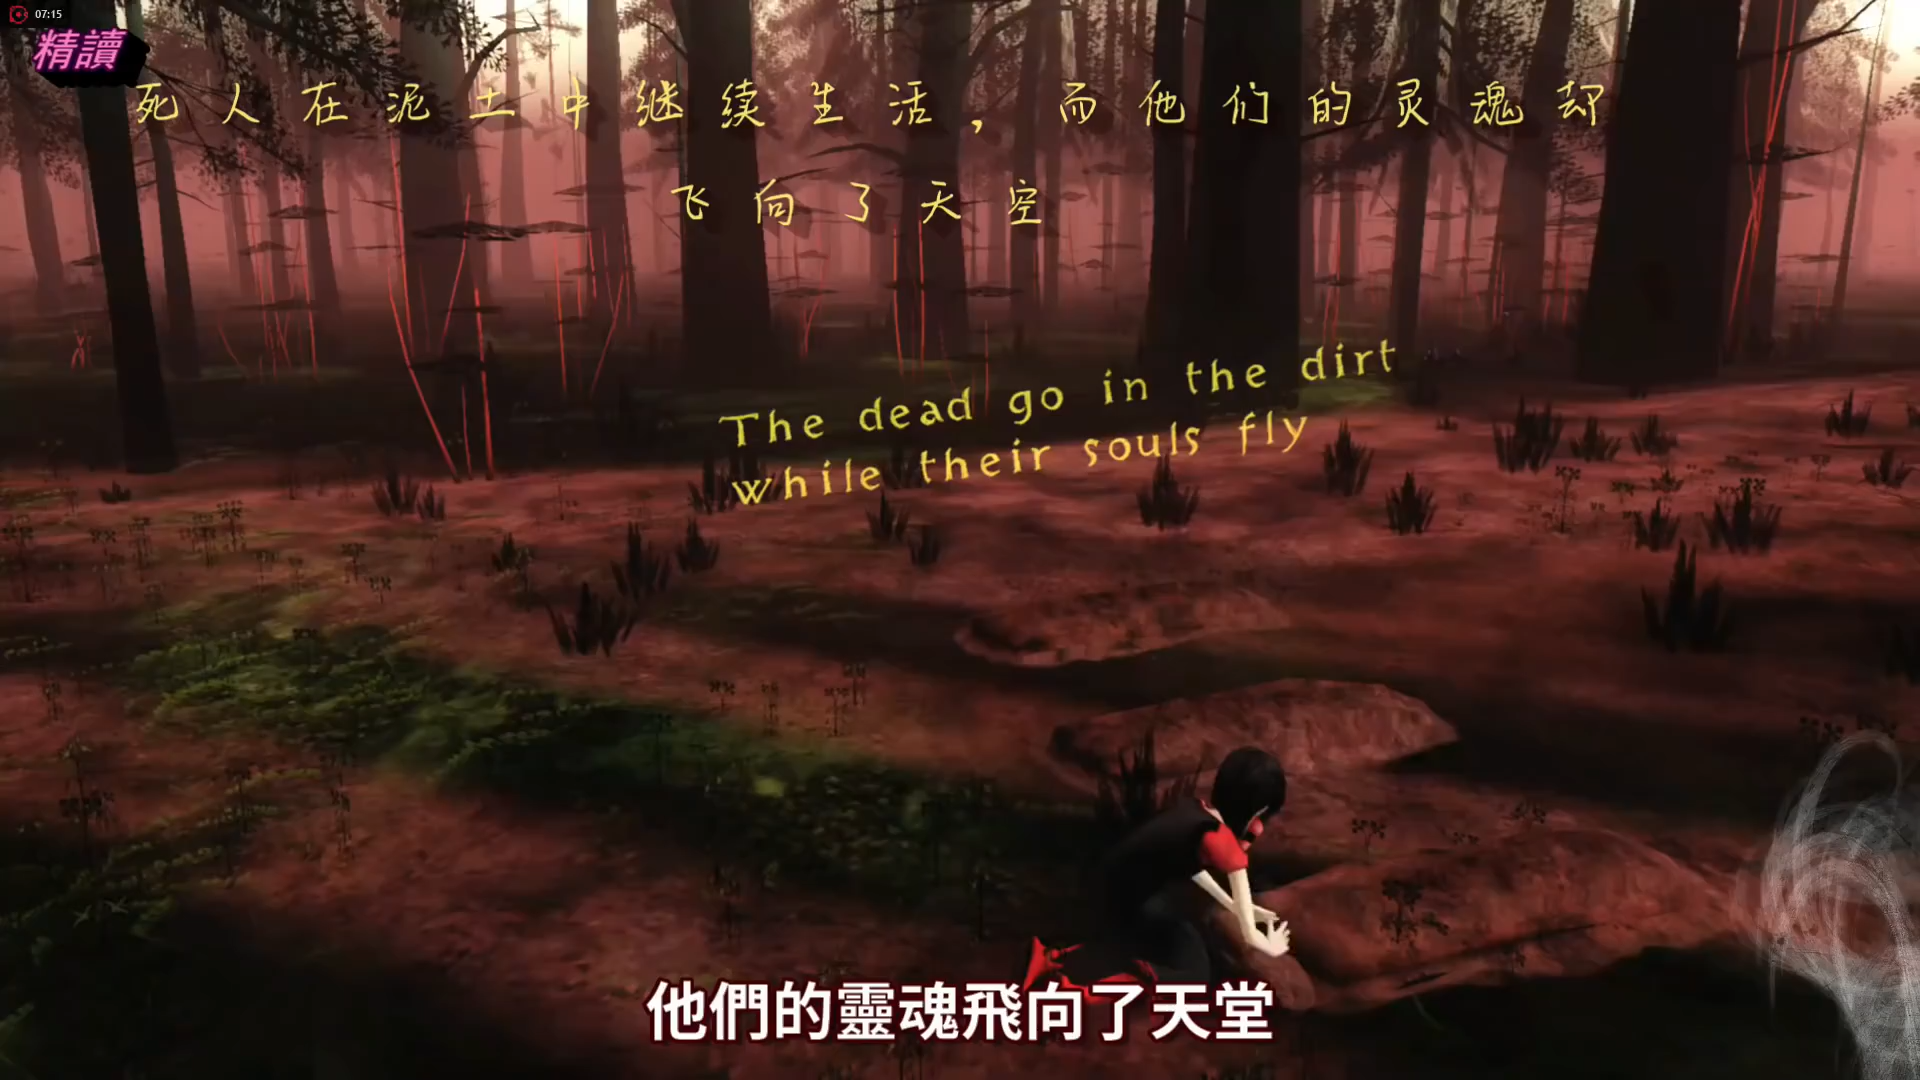 07:15
精讀
死人在泥土中继续生活，而他们的灵魂却
飞向了天空
The dead go in the dirt
while their souls fly
他們的靈魂飛向了天堂